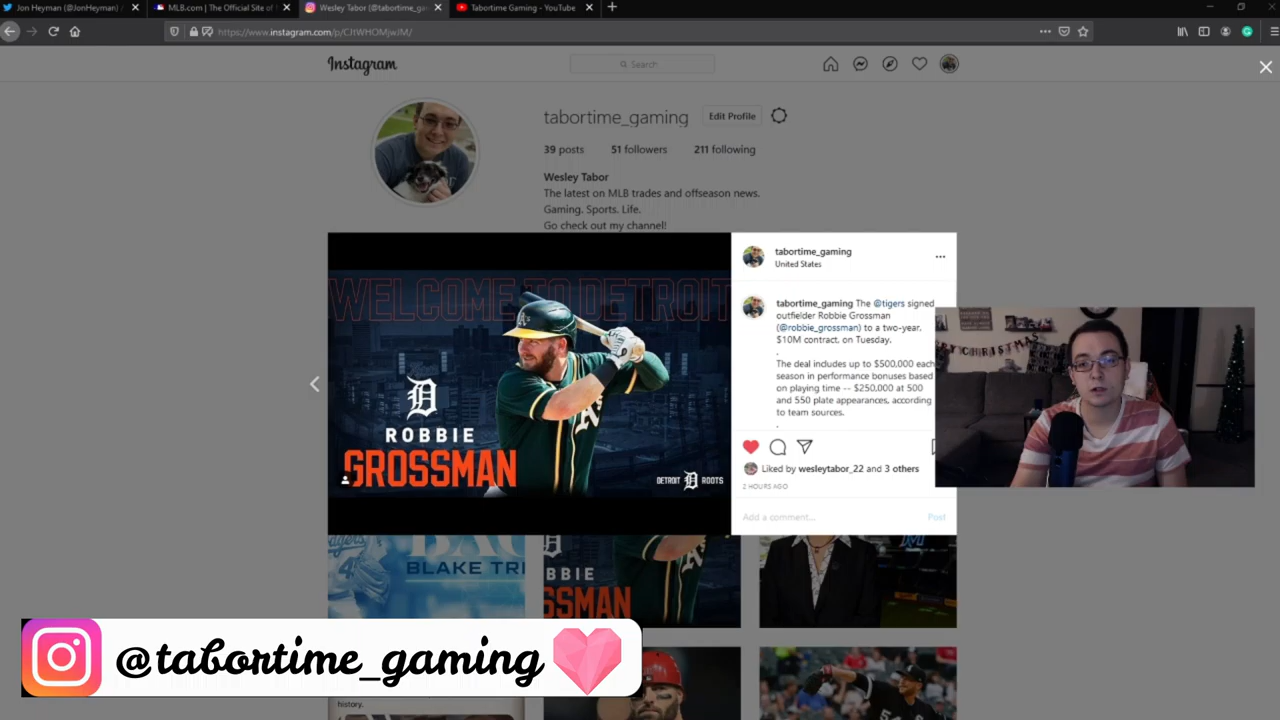 Jon Heyman (@JonHeyman) /
MLB.com | The Official Site of
Wesley Tabor (@tabortime_gam
Tabortime Gaming - YouTube
https://www.instagram.com/p/CJtWHOMjwJM/
Instagram
Search
tabortime_gaming
Edit Profile
39 posts
51 followers
211 following
Wesley Tabor
The latest on MLB trades and offseason news.
Gaming. Sports. Life.
Go check out my channel!
WELCOME TO DETROIT
D
ROBBIE
GROSSMAN
DETROIT D ROOTS
A's
tabortime_gaming
United States
tabortime_gaming The @tigers signed
outfielder Robbie Grossman
(@robbie_grossman) to a two-year,
$10M contract, on Tuesday.
.
The deal includes up to $500,000 each
season in performance bonuses based
on playing time -- $250,000 at 500
and 550 plate appearances, according
to team sources.
.
Liked by wesleytabor_22 and 3 others
2 HOURS AGO
Add a comment...
Post
CHRISTMAS
BLAKE TRE
BBIE
SSMAN
@tabortime_gaming
history.